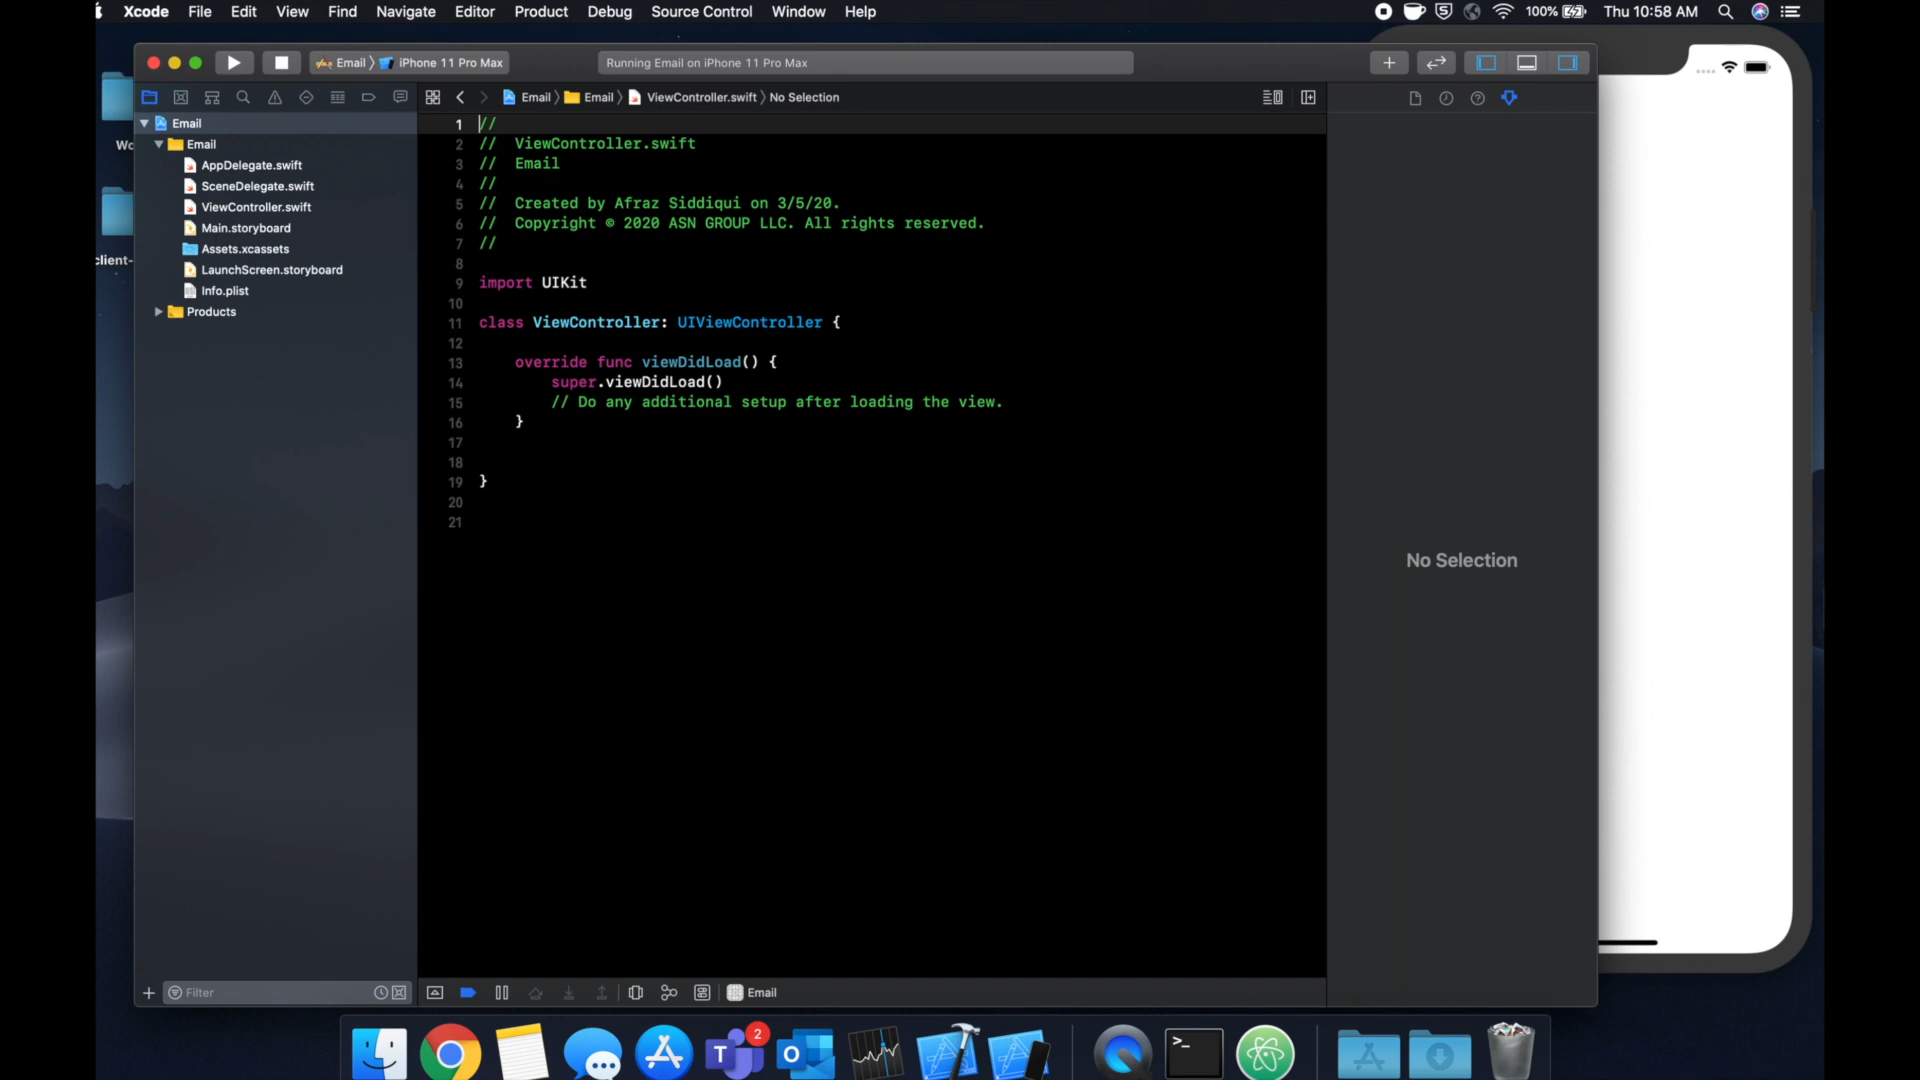 Xcode File Edit View Find Navigate Editor Product Debug Source Control Window Help 100% Thu 10:58 AM
Email iPhone 11 Pro Max Running Email on iPhone 11 Pro Max
Email Email ViewController.swift No Selection
Email
Email
AppDelegate.swift
SceneDelegate.swift
ViewController.swift
Main.storyboard
Assets.xcassets
LaunchScreen.storyboard
Info.plist
Products
Wo
client-
1 //
2 // ViewController.swift
3 // Email
4 //
5 // Created by Afraz Siddiqui on 3/5/20.
6 // Copyright © 2020 ASN GROUP LLC. All rights reserved.
7 //
8
9 import UIKit
10
11 class ViewController: UIViewController {
12
13 override func viewDidLoad() {
14 super.viewDidLoad()
15 // Do any additional setup after loading the view.
16 }
17
18
19 }
20
21
No Selection
Filter
Email
2
T
O
>_